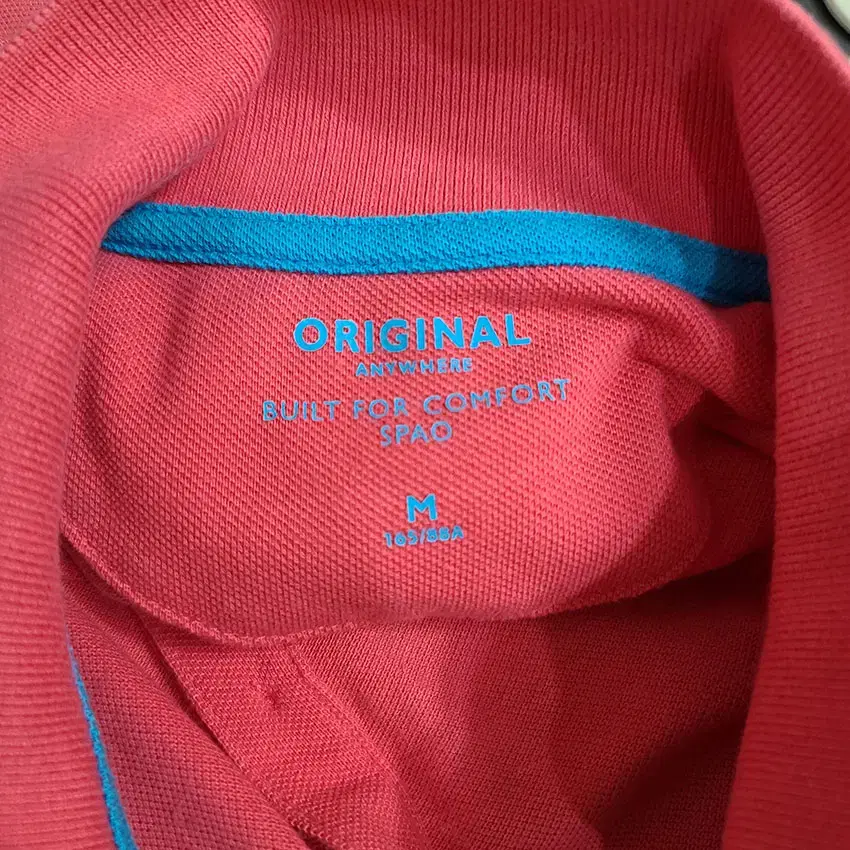 ORIGINAL
ANYWHERE
BUILT FOR COMFORT
SPAO
M
165/88A